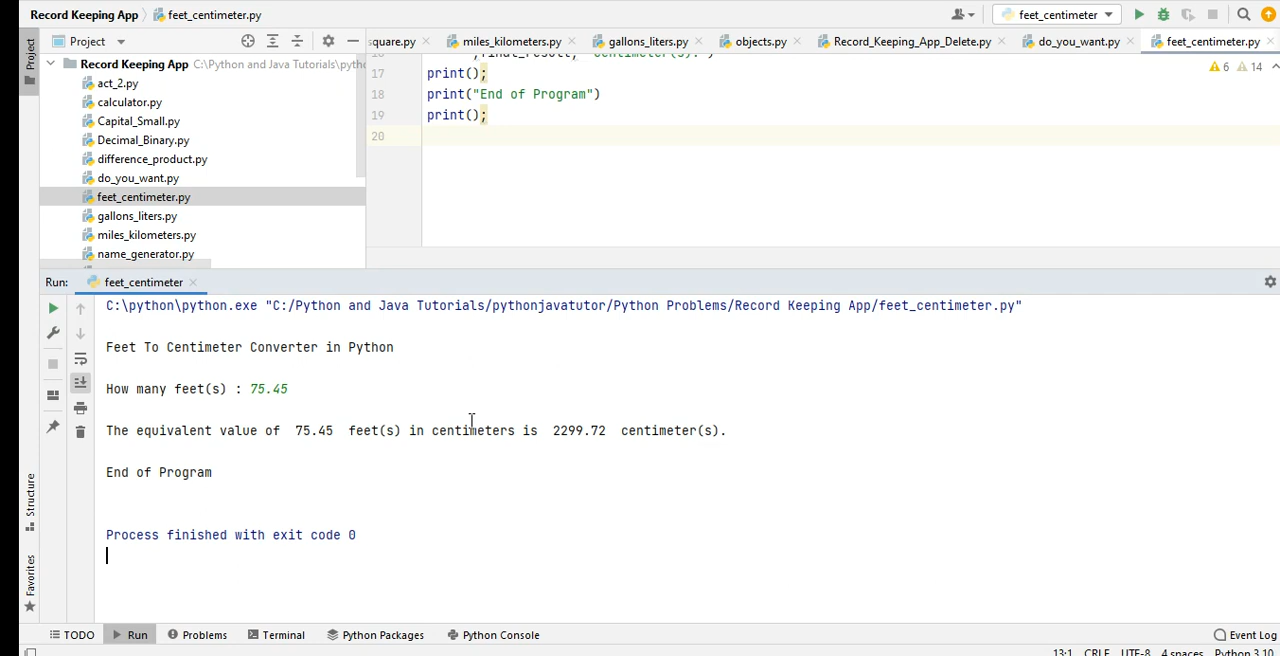 Record Keeping App feet_centimeter.py feet_centimeter
Project square.py miles_kilometers.py gallons_liters.py objects.py Record_Keeping_App_Delete.py do_you_want.py feet_centimeter.py
Project
Record Keeping App C:\Python and Java Tutorials\pytho
act_2.py
calculator.py
Capital_Small.py
Decimal_Binary.py
difference_product.py
do_you_want.py
feet_centimeter.py
gallons_liters.py
miles_kilometers.py
name_generator.py
6 14
17 print();
18 print("End of Program")
19 print();
20
Run: feet_centimeter
C:\python\python.exe "C:/Python and Java Tutorials/pythonjavatutor/Python Problems/Record Keeping App/feet_centimeter.py"
Feet To Centimeter Converter in Python
How many feet(s) : 75.45
The equivalent value of  75.45  feet(s) in centimeters is  2299.72  centimeter(s).
End of Program
Process finished with exit code 0
Structure
Favorites
TODO Run Problems Terminal Python Packages Python Console Event Log
13:1 CRLF UTF-8 4 spaces Python 3.10